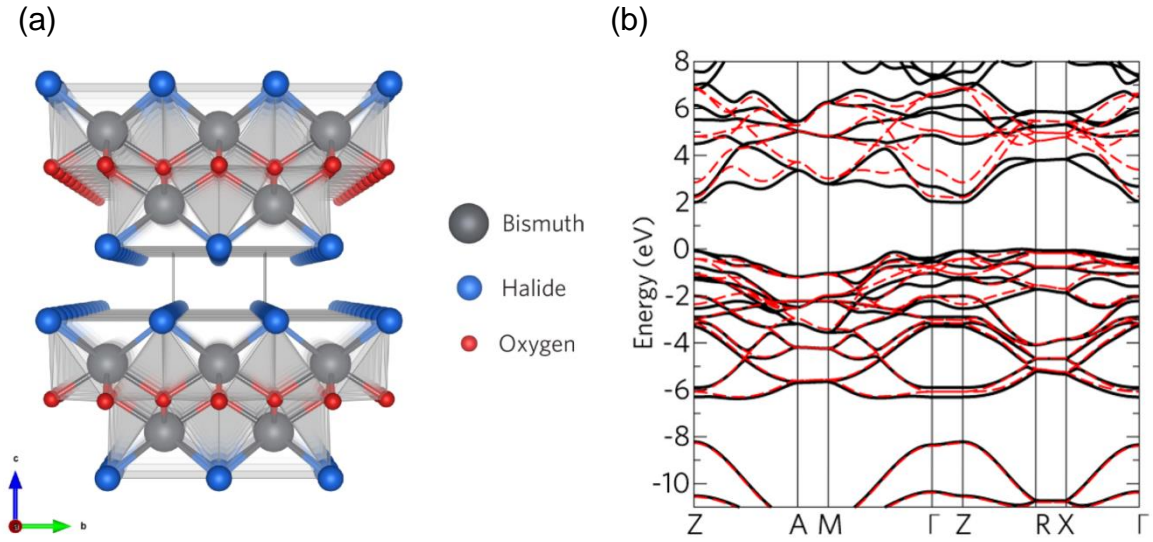 (a)
(b)
Bismuth
Halide
Oxygen
c
b
Energy (eV)
8
6
4
2
0
-2
-4
-6
-8
-10
Z A M Γ Z R X Γ